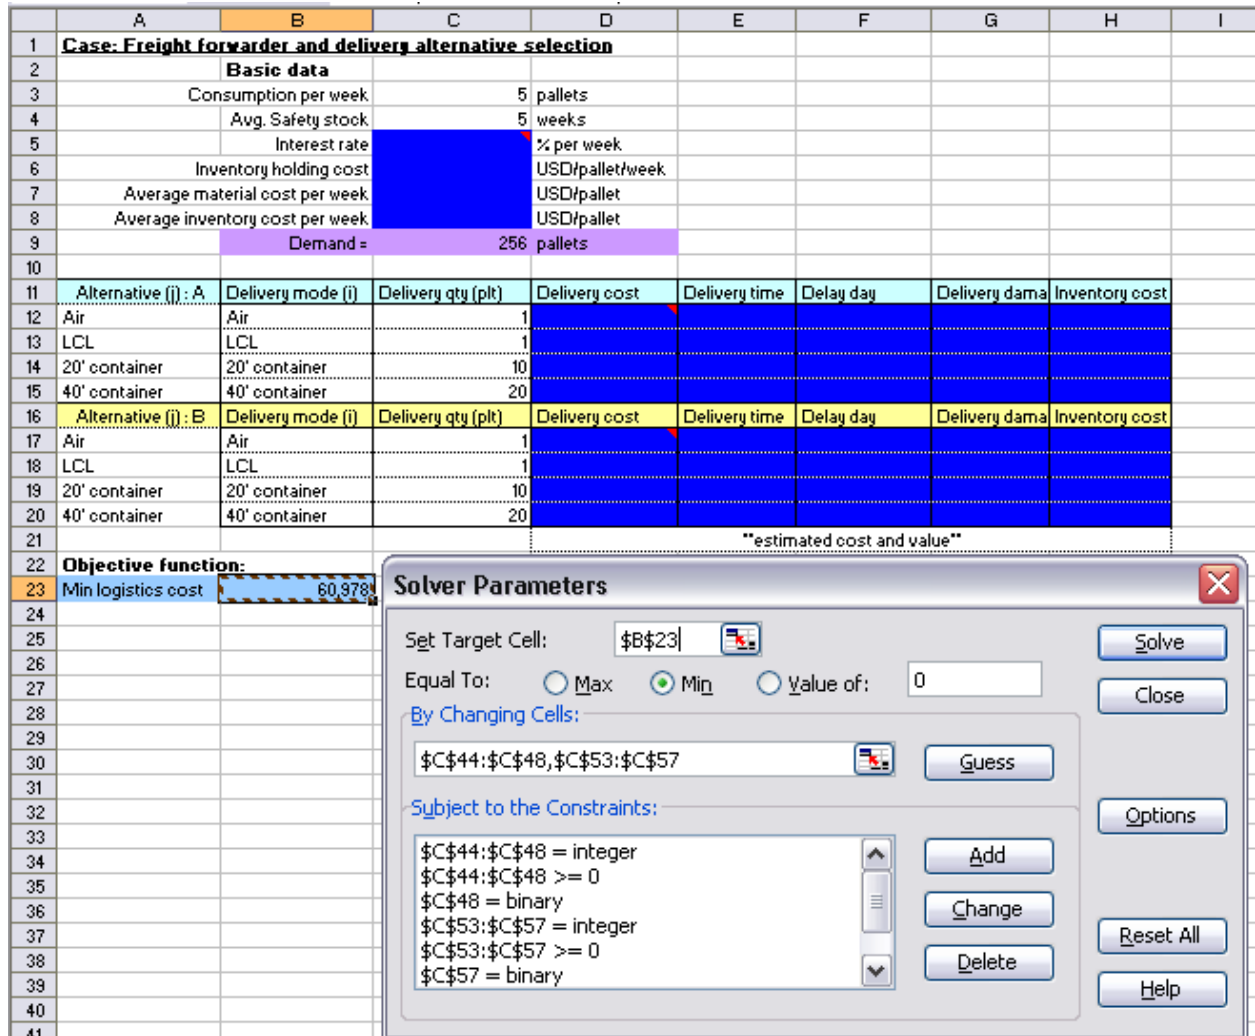 A B C D E F G H I
1 Case: Freight forwarder and delivery alternative selection
2 Basic data
3 Consumption per week 5 pallets
4 Avg. Safety stock 5 weeks
5 Interest rate % per week
6 Inventory holding cost USD/pallet/week
7 Average material cost per week USD/pallet
8 Average inventory cost per week USD/pallet
9 Demand = 256 pallets
10
11 Alternative (j) : A Delivery mode (i) Delivery qty (plt) Delivery cost Delivery time Delay day Delivery dama Inventory cost
12 Air Air 1
13 LCL LCL 1
14 20' container 20' container 10
15 40' container 40' container 20
16 Alternative (j) : B Delivery mode (i) Delivery qty (plt) Delivery cost Delivery time Delay day Delivery dama Inventory cost
17 Air Air 1
18 LCL LCL 1
19 20' container 20' container 10
20 40' container 40' container 20
21 "estimated cost and value"
22 Objective function:
23 Min logistics cost 60,978
24
25
26
27
28
29
30
31
32
33
34
35
36
37
38
39
40
41
Solver Parameters
Set Target Cell: $B$23 Solve
Equal To: Max Min Value of: 0 Close
By Changing Cells:
$C$44:$C$48,$C$53:$C$57 Guess
Subject to the Constraints: Options
$C$44:$C$48 = integer Add
$C$44:$C$48 >= 0
$C$48 = binary Change
$C$53:$C$57 = integer Reset All
$C$53:$C$57 >= 0 Delete
$C$57 = binary Help